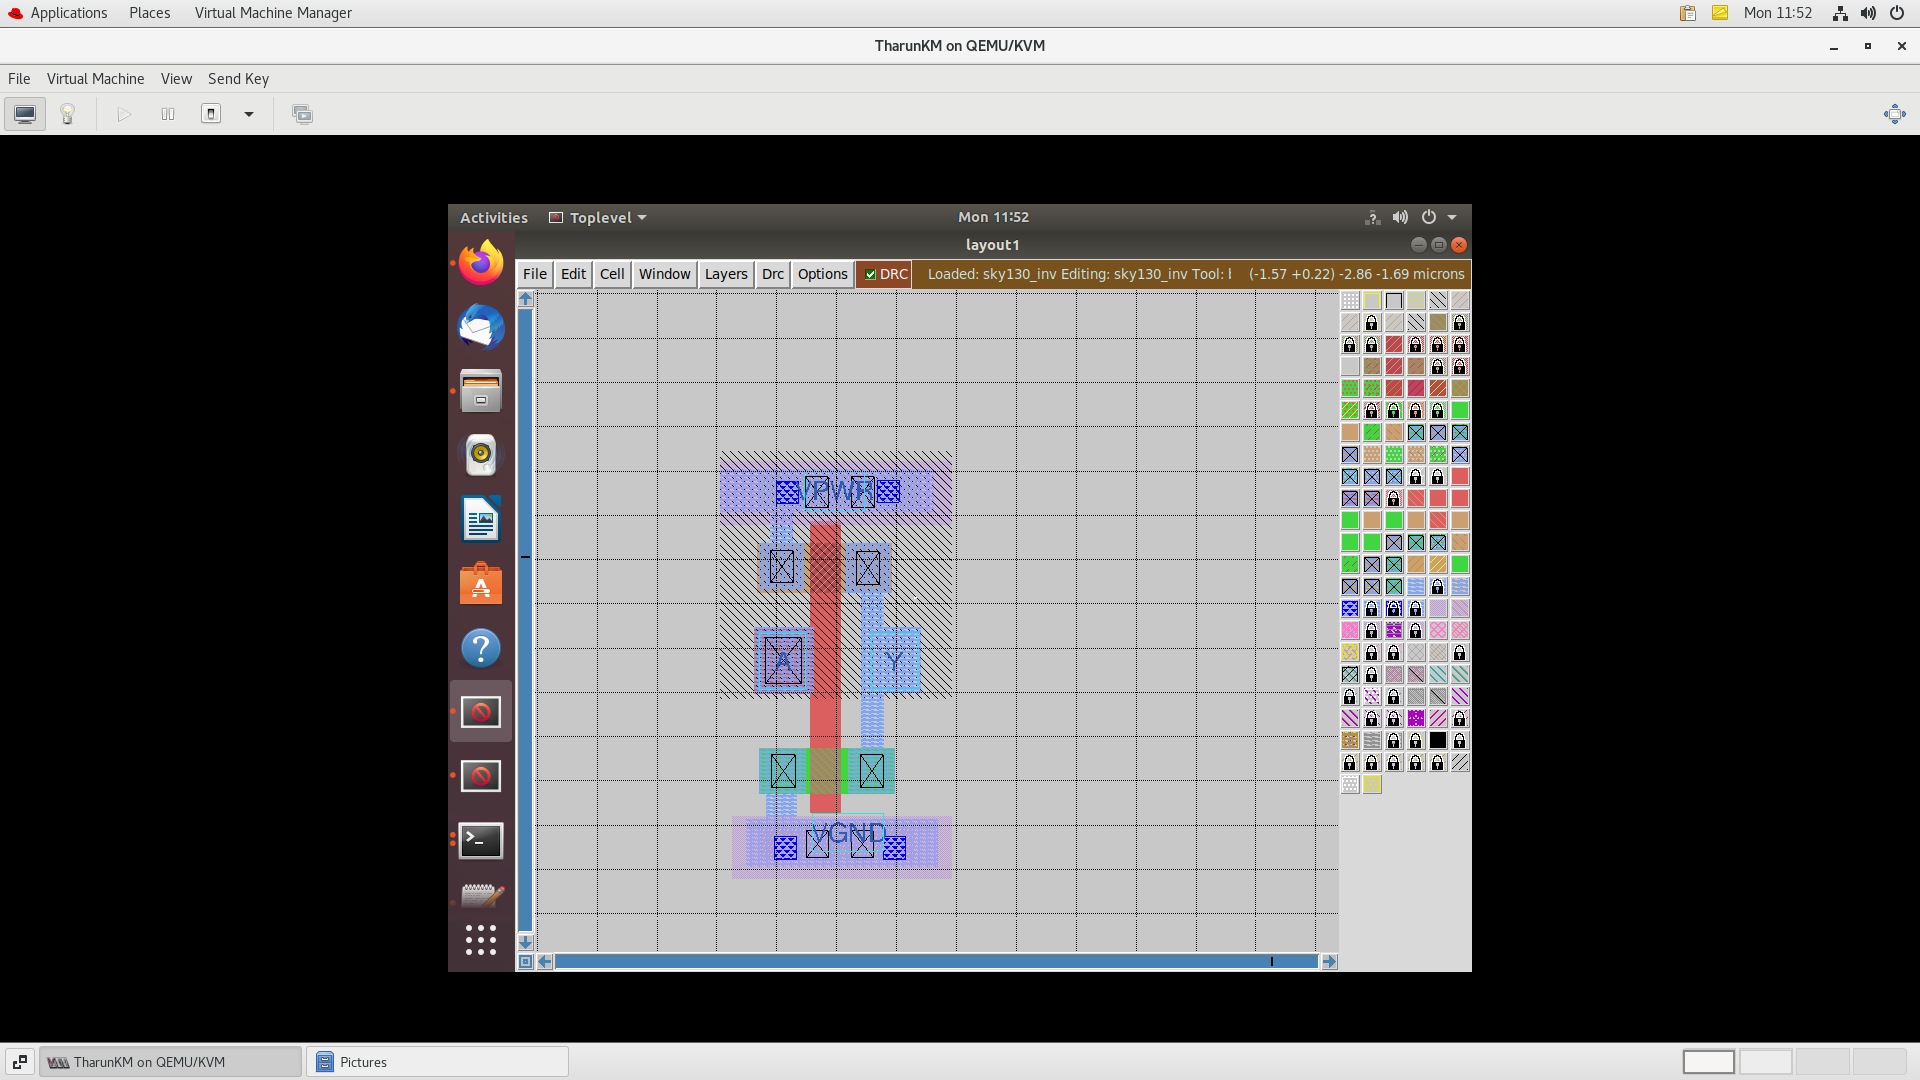 Applications Places Virtual Machine Manager Mon 11:52
TharunKM on QEMU/KVM
File Virtual Machine View Send Key
Activities Toplevel Mon 11:52
layout1
File Edit Cell Window Layers Drc Options DRC Loaded: sky130_inv Editing: sky130_inv Tool: (-1.57 +0.22) -2.86 -1.69 microns
VPWR
A Y
VGND
TharunKM on QEMU/KVM Pictures